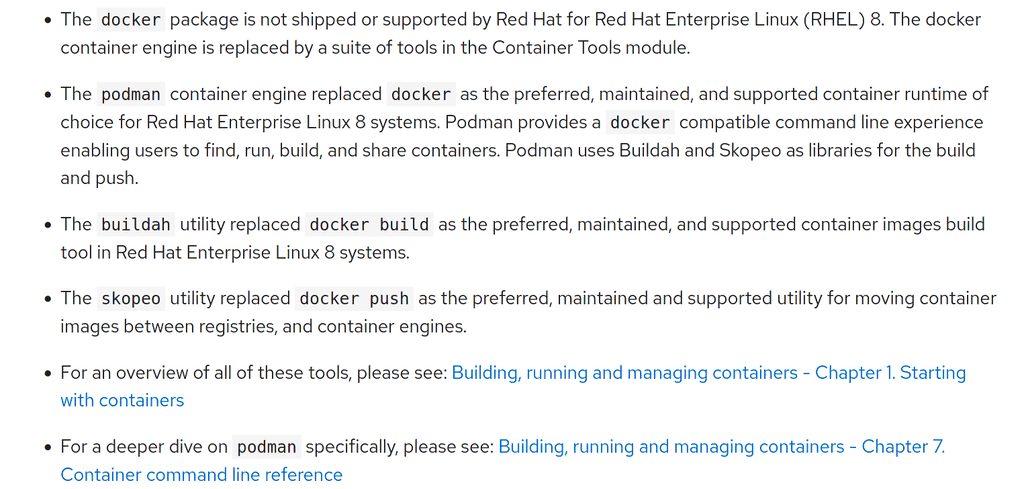 • The docker package is not shipped or supported by Red Hat for Red Hat Enterprise Linux (RHEL) 8. The docker
container engine is replaced by a suite of tools in the Container Tools module.
• The podman container engine replaced docker as the preferred, maintained, and supported container runtime of
choice for Red Hat Enterprise Linux 8 systems. Podman provides a docker compatible command line experience
enabling users to find, run, build, and share containers. Podman uses Buildah and Skopeo as libraries for the build
and push.
• The buildah utility replaced docker build as the preferred, maintained, and supported container images build
tool in Red Hat Enterprise Linux 8 systems.
• The skopeo utility replaced docker push as the preferred, maintained and supported utility for moving container
images between registries, and container engines.
• For an overview of all of these tools, please see: Building, running and managing containers - Chapter 1. Starting
with containers
• For a deeper dive on podman specifically, please see: Building, running and managing containers - Chapter 7.
Container command line reference